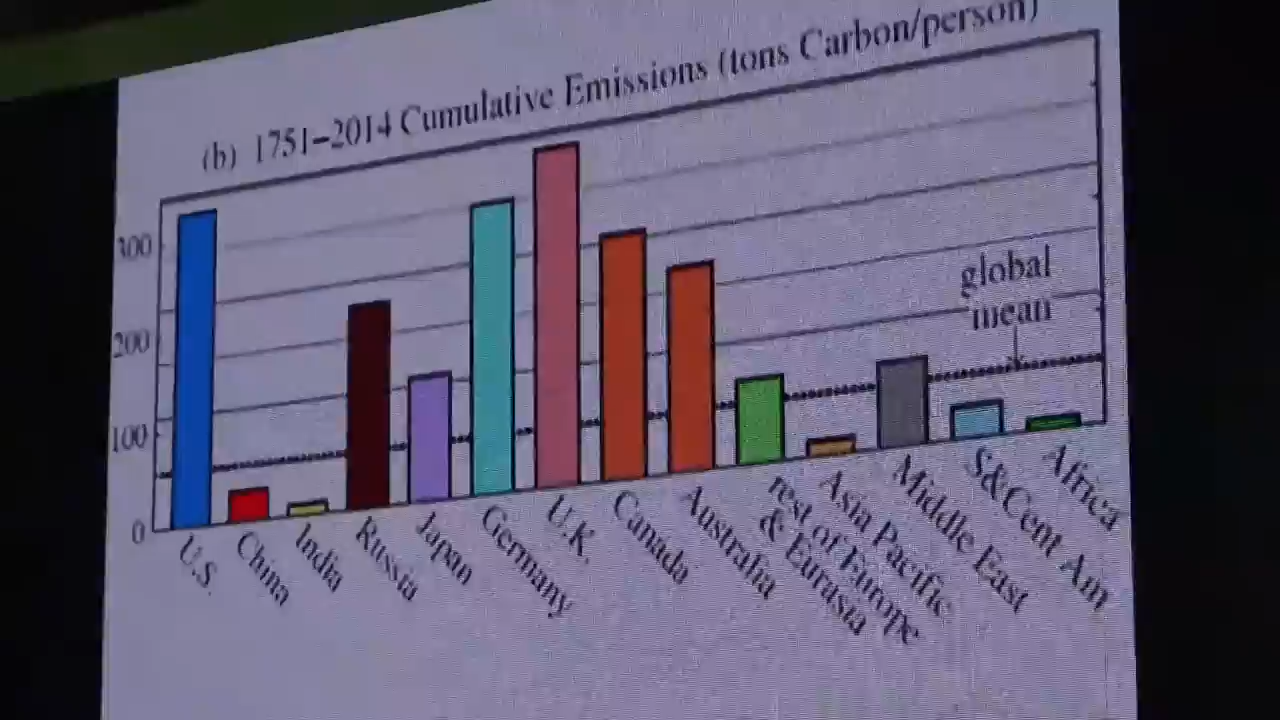 (b) 1751–2014 Cumulative Emissions (tons Carbon/person)
300
200
100
0
global
mean
U.S.
China
India
Russia
Japan
Germany
U.K.
Canada
Australia
rest of Europe
& Eurasia
Asia Pacific
Middle East
S&Cent Am
Africa